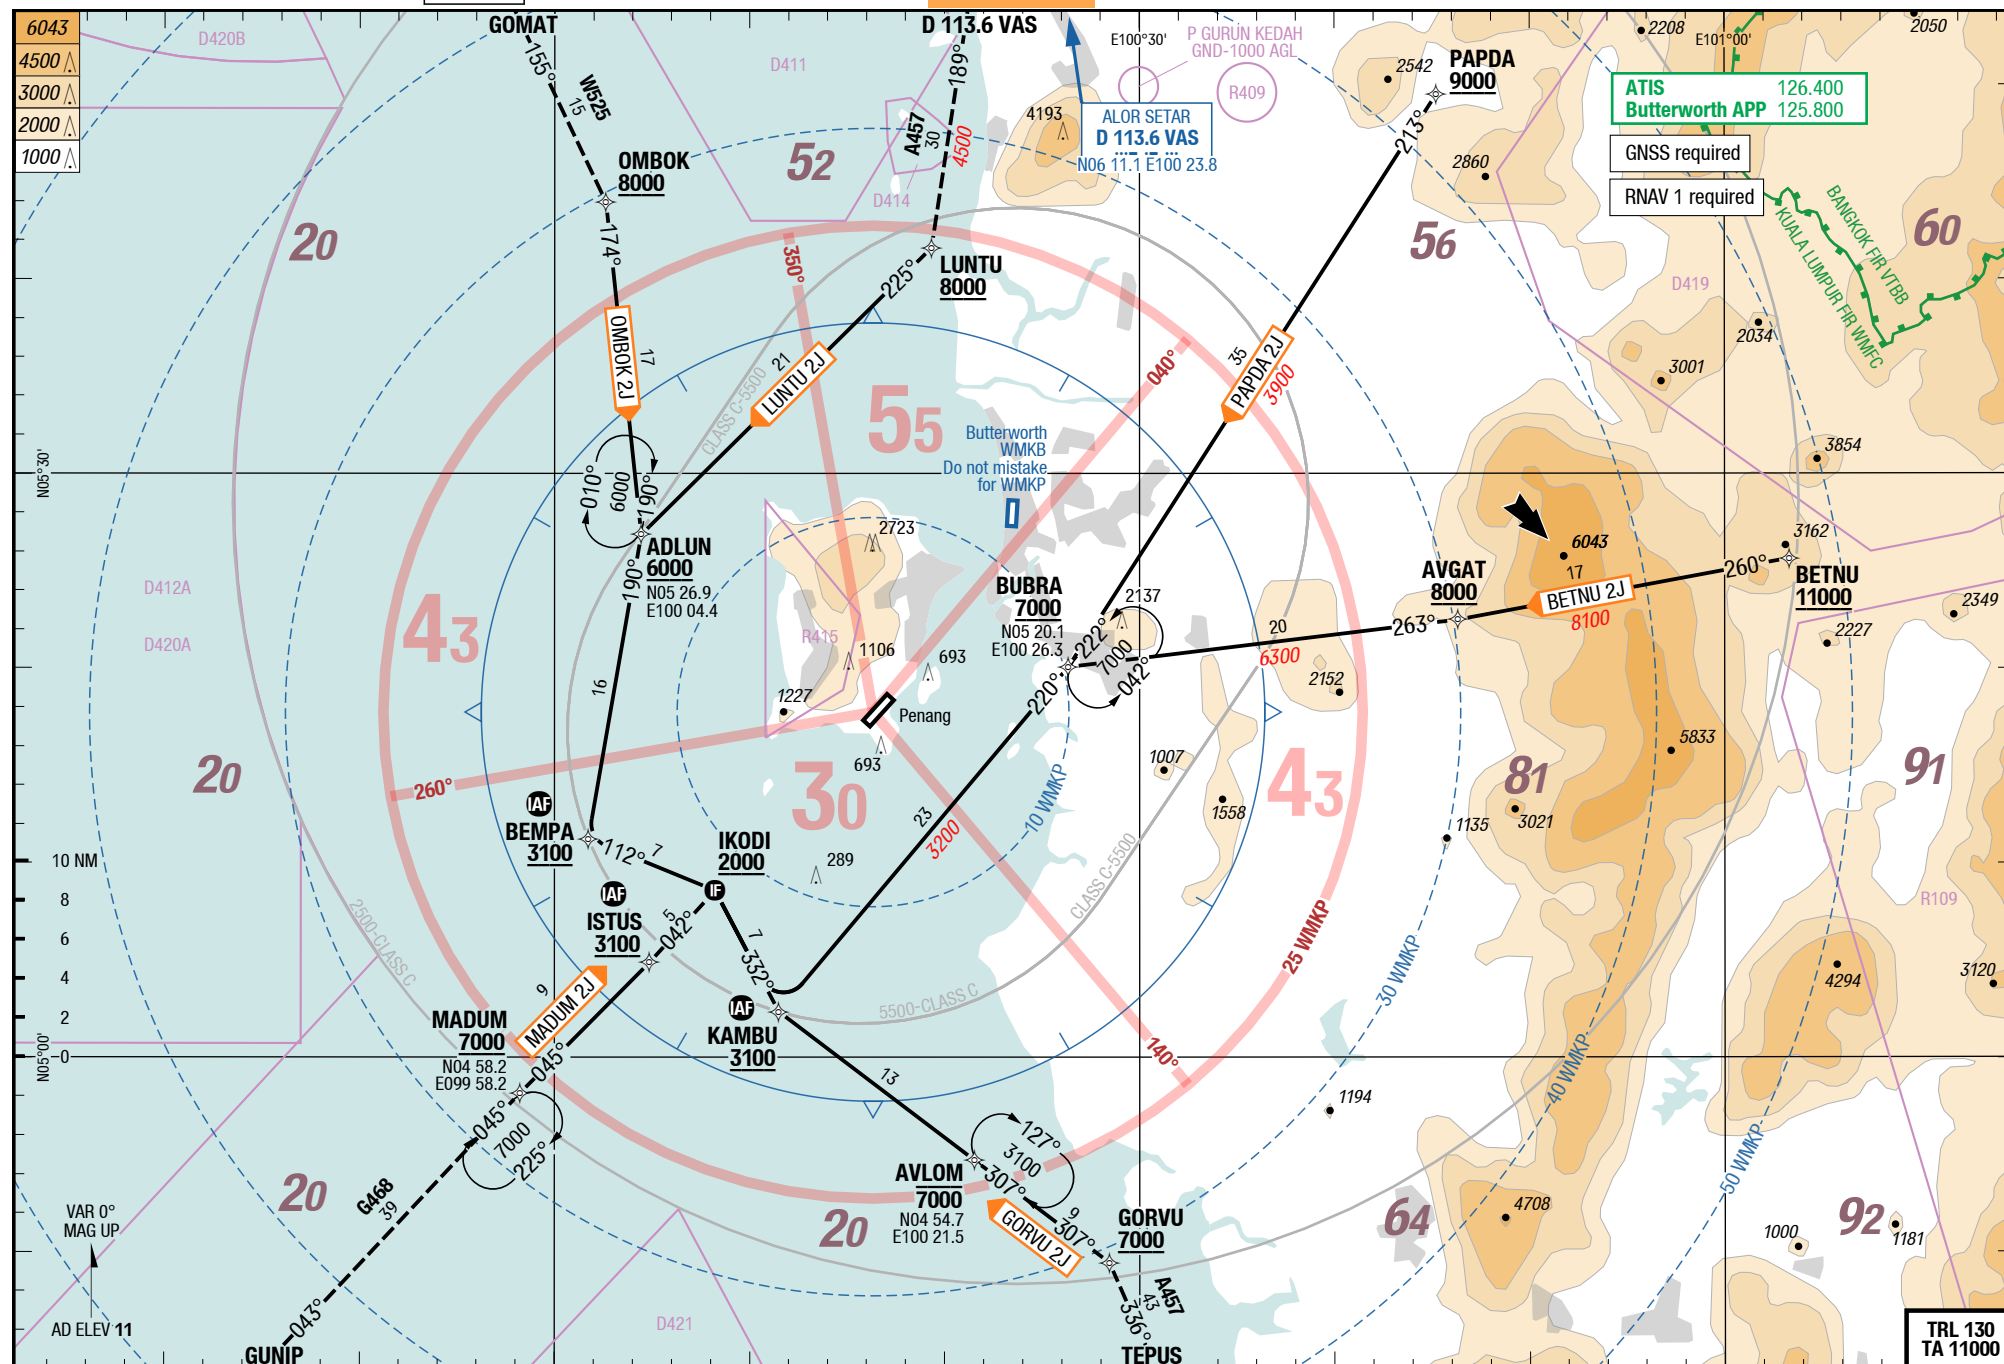 6043
4500
3000
2000
1000
D420B
GOMAT
155°
W525
15
D411
D 113.6 VAS
189°
A457
30
4500
D414
E100°30'
P GURUN KEDAH
GND-1000 AGL
R409
4193
ALOR SETAR
D 113.6 VAS
N06 11.1 E100 23.8
2542
PAPDA
9000
213°
2860
2208
E101°00'
2050
ATIS 126.400
Butterworth APP 125.800
GNSS required
RNAV 1 required
BANGKOK FIR VTBB
KUALA LUMPUR FIR WMFC
60
56
52
20
OMBOK
8000
174°
OMBOK 2J
17
350°
LUNTU
8000
225°
21
LUNTU 2J
CLASS C-5500
55
040°
35
PAPDA 2J
3900
D419
2034
3001
3854
N05°30'
010°
6000
190°
ADLUN
6000
N05 26.9
E100 04.4
190°
16
Butterworth
WMKB
Do not mistake
for WMKP
2723
R415
1106
693
1227
Penang
693
BUBRA
7000
N05 20.1
E100 26.3
2137
222°
7000
042°
220°
20
6300
2152
263°
AVGAT
8000
6043
17
BETNU 2J
8100
260°
3162
BETNU
11000
2349
2227
D412A
D420A
43
20
260°
30
43
1007
1558
5833
81
3021
1135
91
R109
IAF
BEMPA
3100
112°
7
IKODI
2000
IF
289
23
3200
10 WMKP
CLASS C-5500
10 NM
8
6
4
2
0
N05°00'
2500-CLASS C
IAF
ISTUS
3100
5
042°
7
332°
9
MADUM 2J
IAF
KAMBU
3100
5500-CLASS C
25 WMKP
30 WMKP
40 WMKP
50 WMKP
4294
3120
MADUM
7000
N04 58.2
E099 58.2
045°
045°
7000
225°
13
140°
1194
127°
3100
AVLOM
7000
N04 54.7
E100 21.5
307°
9
307°
GORVU 2J
GORVU
7000
A457
43
336°
TEPUS
20
20
64
4708
1000
92
1181
G468
39
043°
GUNIP
VAR 0°
MAG UP
AD ELEV 11
D421
TRL 130
TA 11000